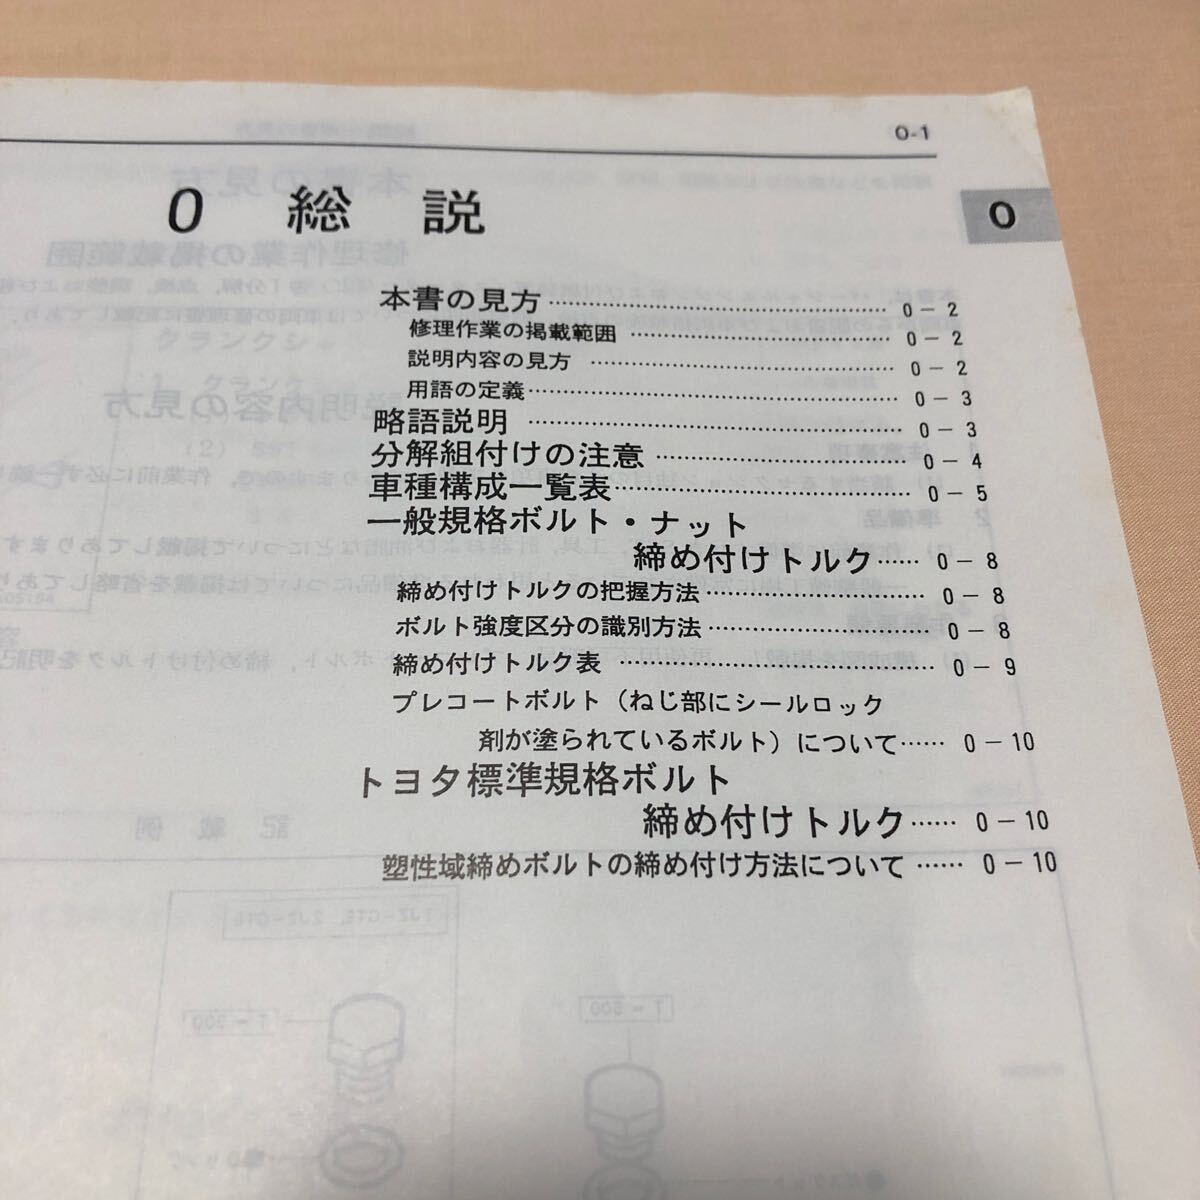 0-1
0 総 説
0
本書の見方 0-2
修理作業の掲載範囲 0-2
説明内容の見方 0-2
用語の定義 0-3
略語説明 0-3
分解組付けの注意 0-4
車種構成一覧表 0-5
一般規格ボルト・ナット
締め付けトルク 0-8
締め付けトルクの把握方法 0-8
ボルト強度区分の識別方法 0-8
締め付けトルク表 0-9
プレコートボルト（ねじ部にシールロック
剤が塗られているボルト）について 0-10
トヨタ標準規格ボルト
締め付けトルク 0-10
塑性域締めボルトの締め付け方法について 0-10